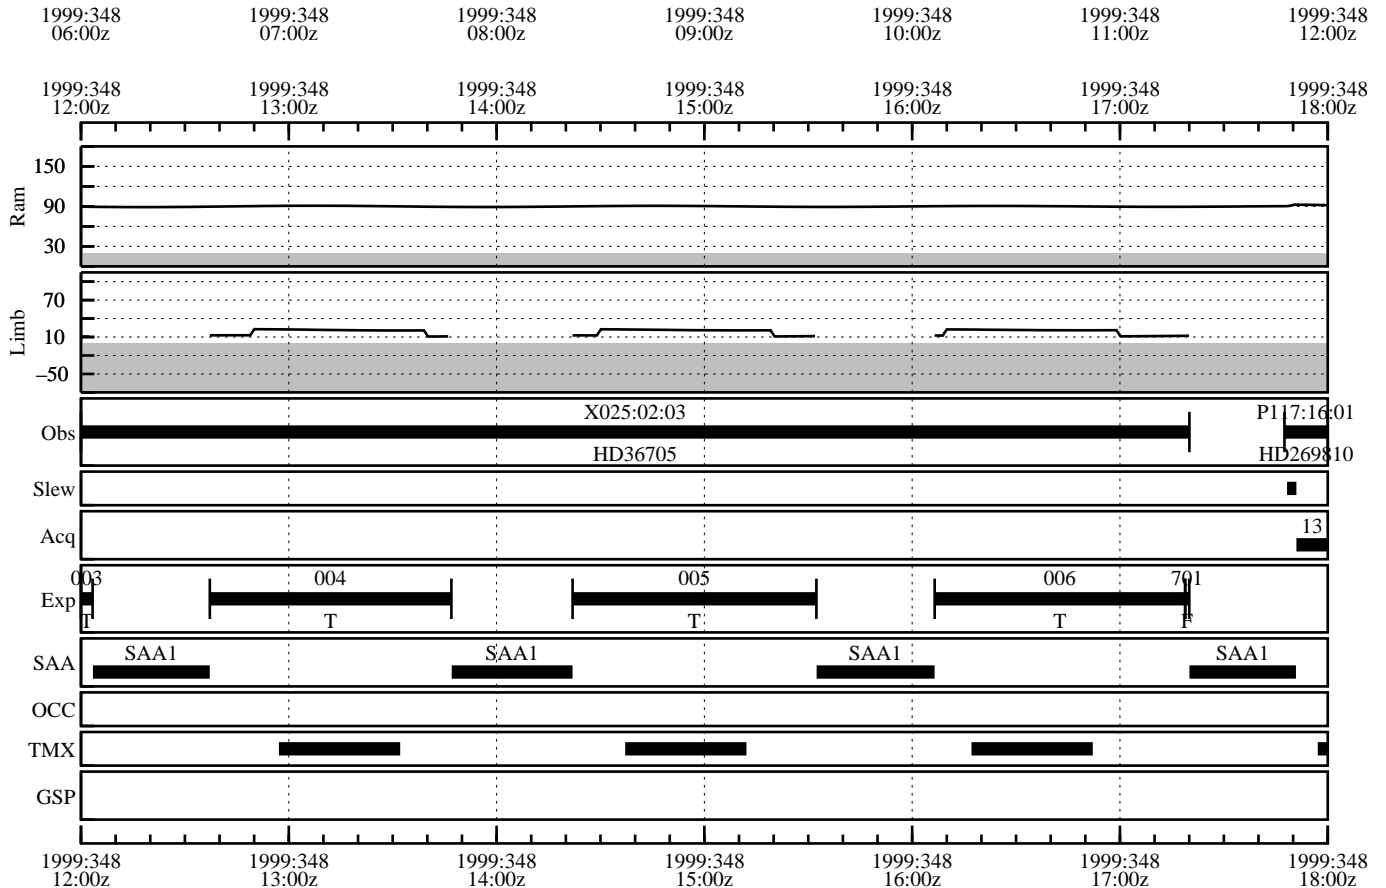 1999:348 1999:348 1999:348 1999:348 1999:348 1999:348 1999:348
06:00z 07:00z 08:00z 09:00z 10:00z 11:00z 12:00z
1999:348 1999:348 1999:348 1999:348 1999:348 1999:348 1999:348
12:00z 13:00z 14:00z 15:00z 16:00z 17:00z 18:00z
Ram
150
90
30
Limb
70
10
−50
X025:02:03 P117:16:01
Obs
HD36705 HD269810
Slew
Acq 13
003 004 005 006 701
Exp
T T T T F
SAA SAA1 SAA1 SAA1 SAA1
OCC
TMX
GSP
1999:348 1999:348 1999:348 1999:348 1999:348 1999:348 1999:348
12:00z 13:00z 14:00z 15:00z 16:00z 17:00z 18:00z